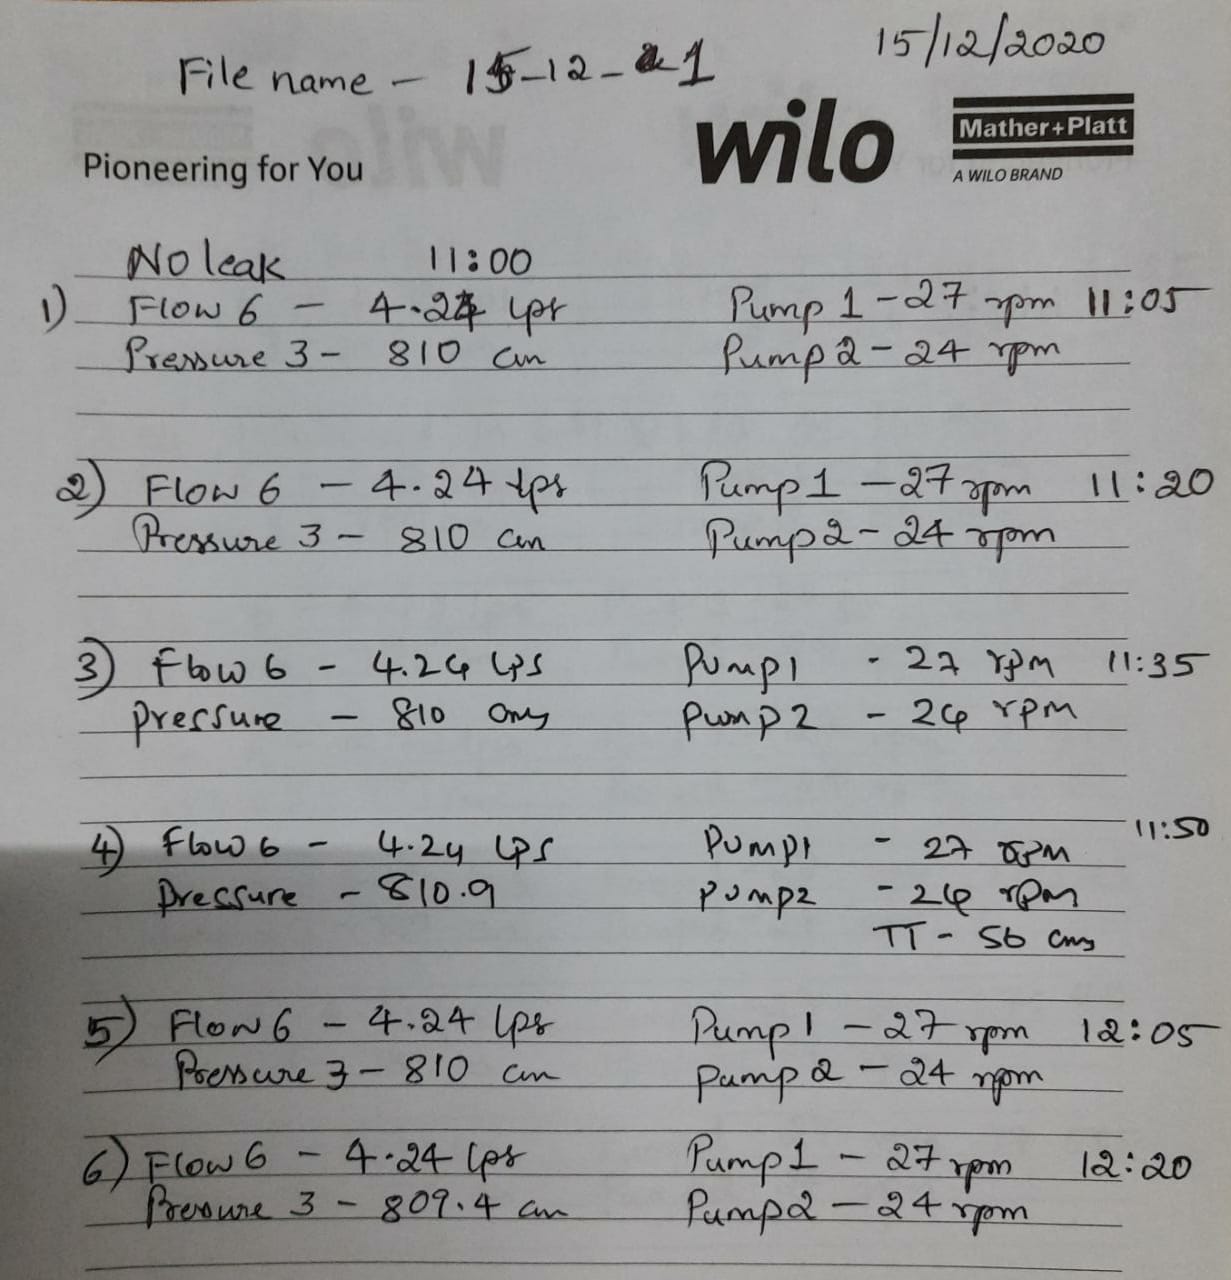 15/12/2020
File name - 15-12-1
wilo
Mather+Platt
A WILO BRAND
Pioneering for You
No leak 11:00
1) Flow 6 - 4.24 lps Pump 1 - 27 rpm 11:05
Pressure 3 - 810 cm Pump 2 - 24 rpm
2) Flow 6 - 4.24 lps Pump 1 - 27 rpm 11:20
Pressure 3 - 810 cm Pump 2 - 24 rpm
3) Flow 6 - 4.24 lps Pump 1 - 27 rpm 11:35
pressure - 810 cms pump 2 - 24 rpm
4) Flow 6 - 4.24 lps Pump 1 - 27 rpm 11:50
pressure - 810.9 pump 2 - 24 rpm
TT - 56 cms
5) Flow 6 - 4.24 lps Pump 1 - 27 rpm 12:05
Pressure 3 - 810 cm pump 2 - 24 rpm
6) Flow 6 - 4.24 lps Pump 1 - 27 rpm 12:20
Pressure 3 - 809.4 cm Pump 2 - 24 rpm